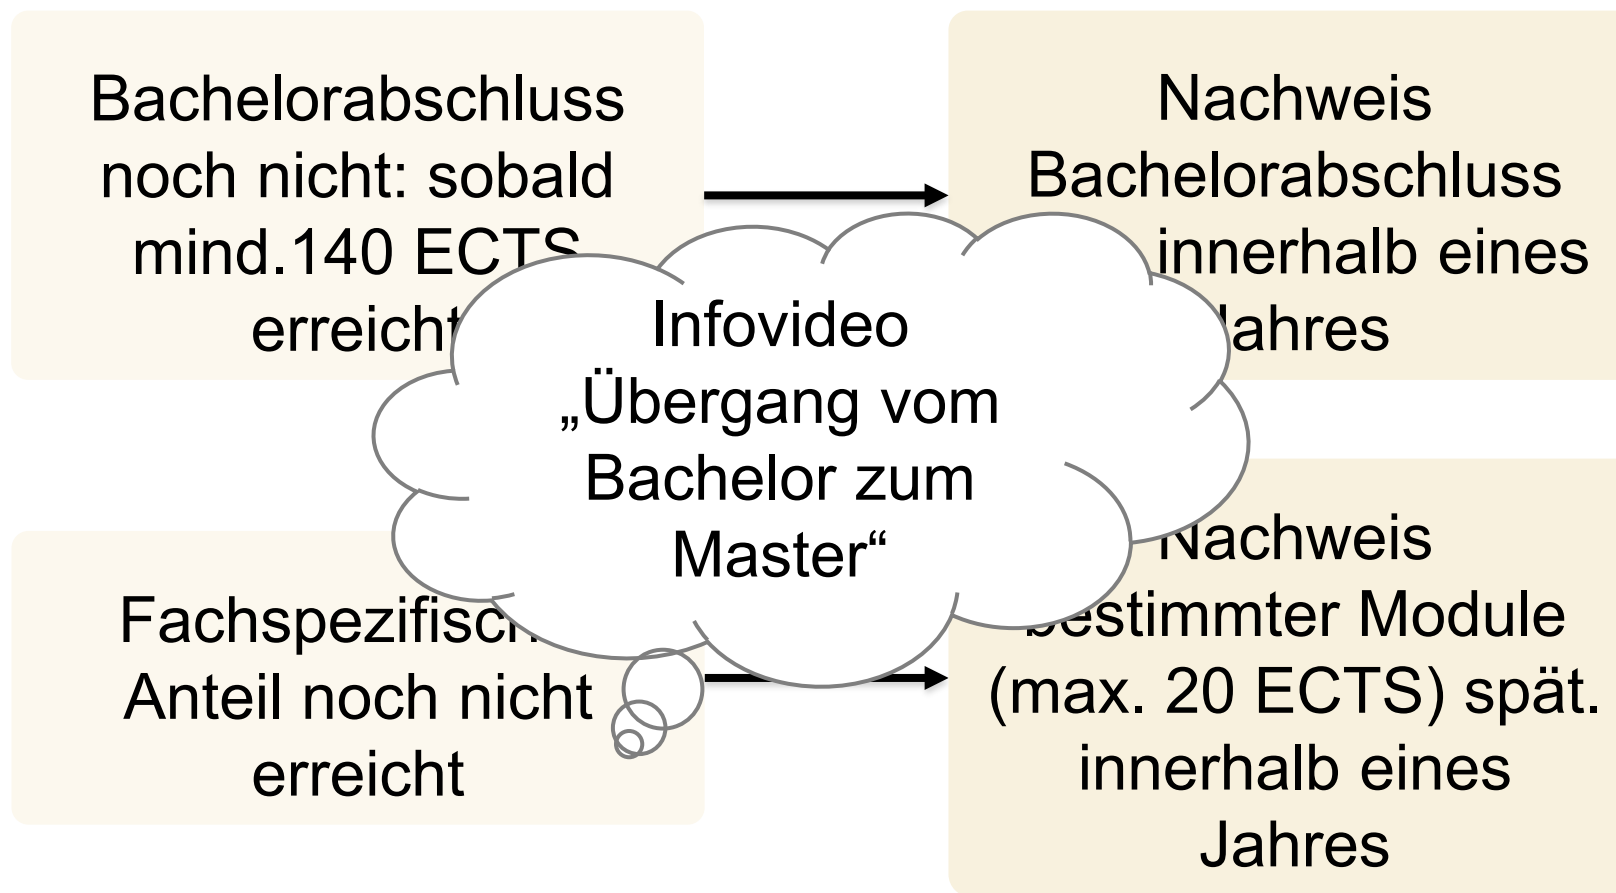 Bachelorabschluss
noch nicht: sobald
mind.140 ECTS
erreicht
Nachweis
Bachelorabschluss
innerhalb eines
Jahres
Infovideo
„Übergang vom
Bachelor zum
Master“
Fachspezifisch
Anteil noch nicht
erreicht
Nachweis
bestimmter Module
(max. 20 ECTS) spät.
innerhalb eines
Jahres